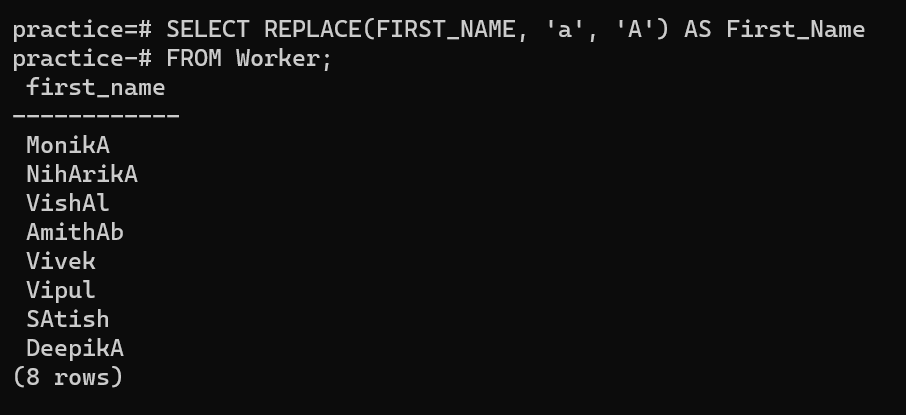 practice=# SELECT REPLACE(FIRST_NAME, 'a', 'A') AS First_Name
practice-# FROM Worker;
first_name
------------
MonikA
NihArikA
VishAl
AmithAb
Vivek
Vipul
SAtish
DeepikA
(8 rows)